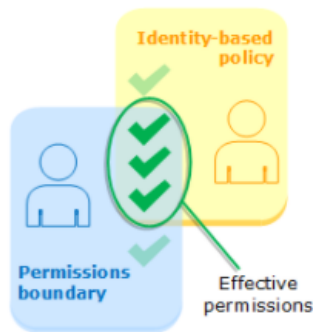 Identity-based
policy
Permissions
boundary
Effective
permissions